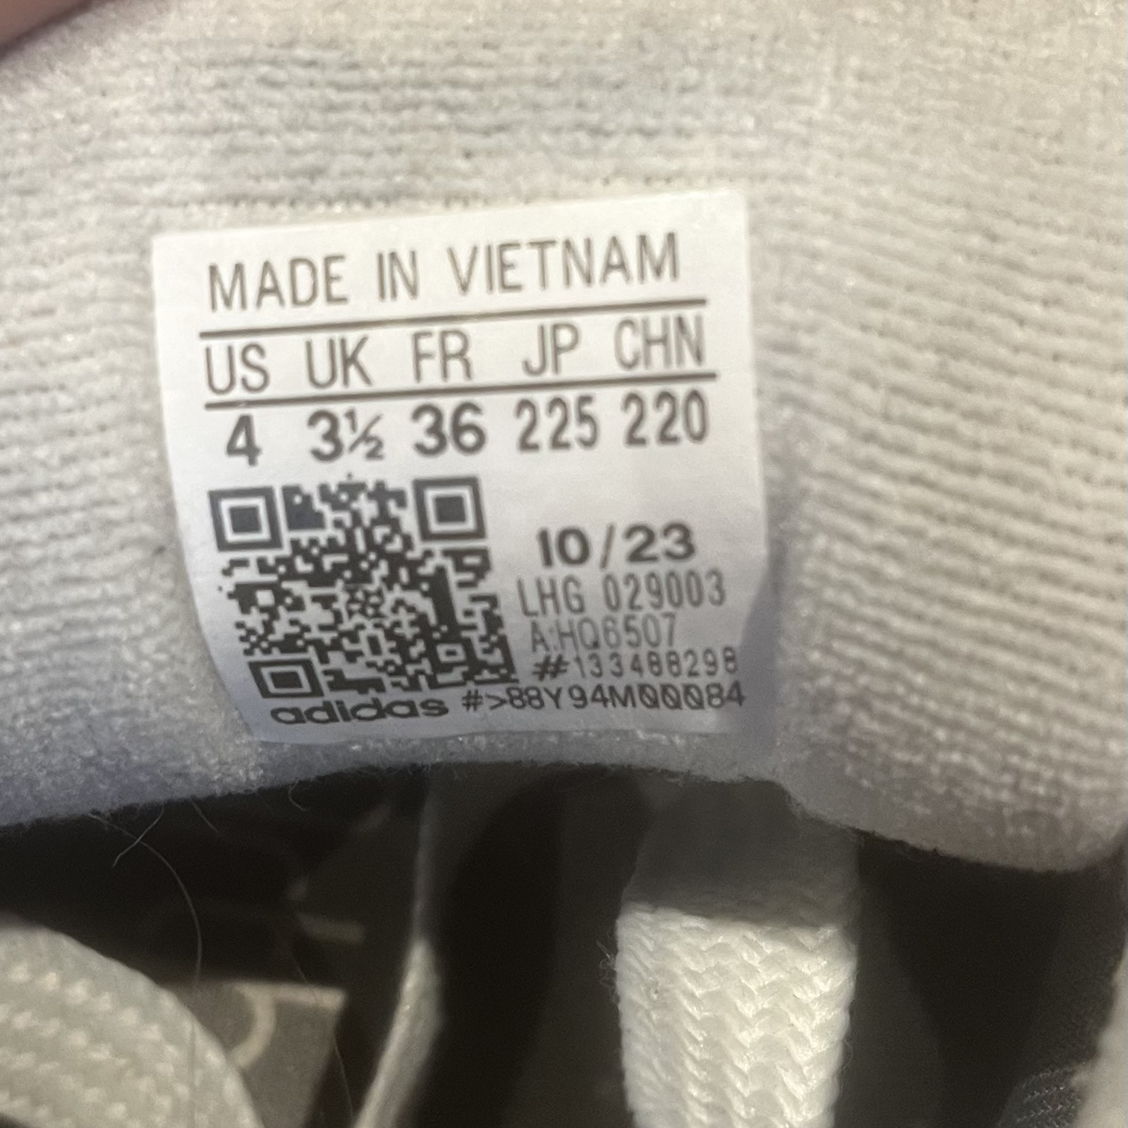 MADE IN VIETNAM
US UK FR JP CHN
4 3½ 36 225 220
10/23
LHG 029003
A:HQ6507
#133488298
adidas #>88Y94M00084